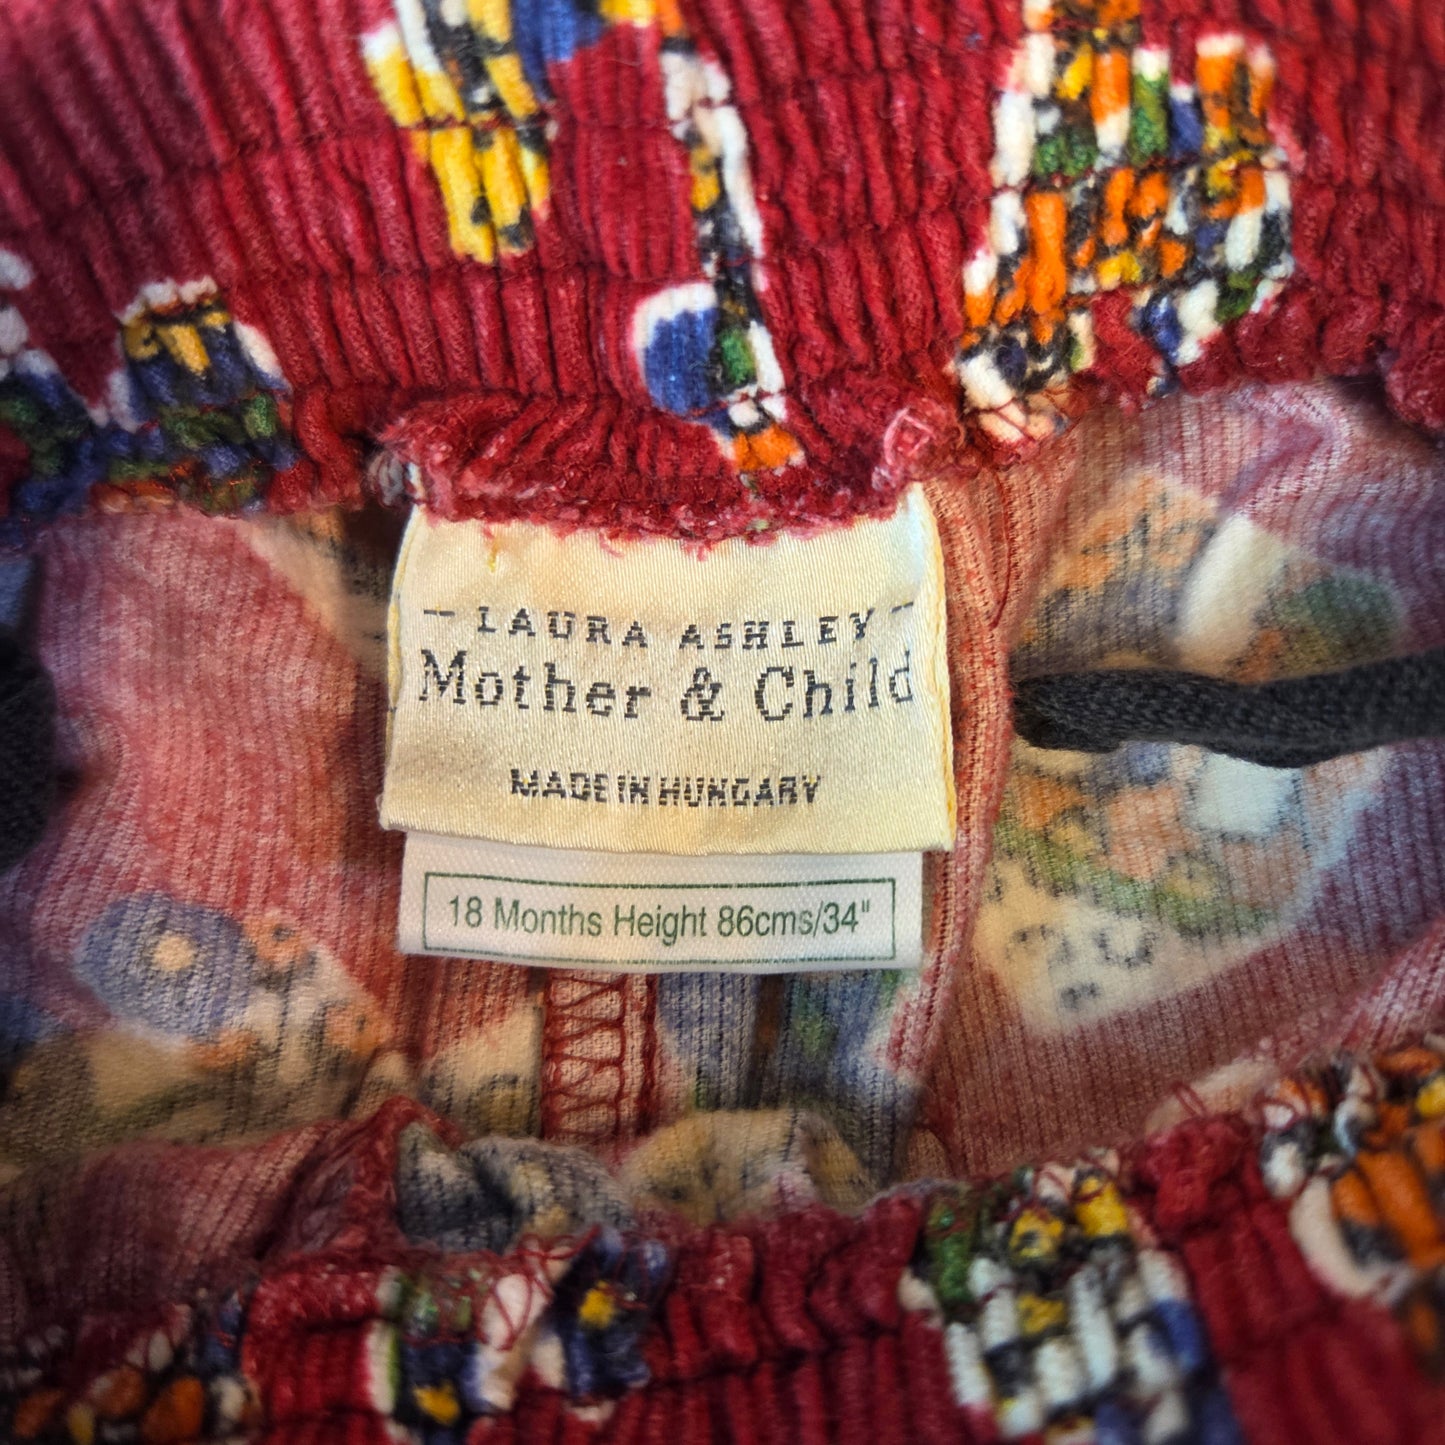 - LAURA ASHLEY -
Mother & Child
MADE IN HUNGARY
18 Months Height 86cms/34"